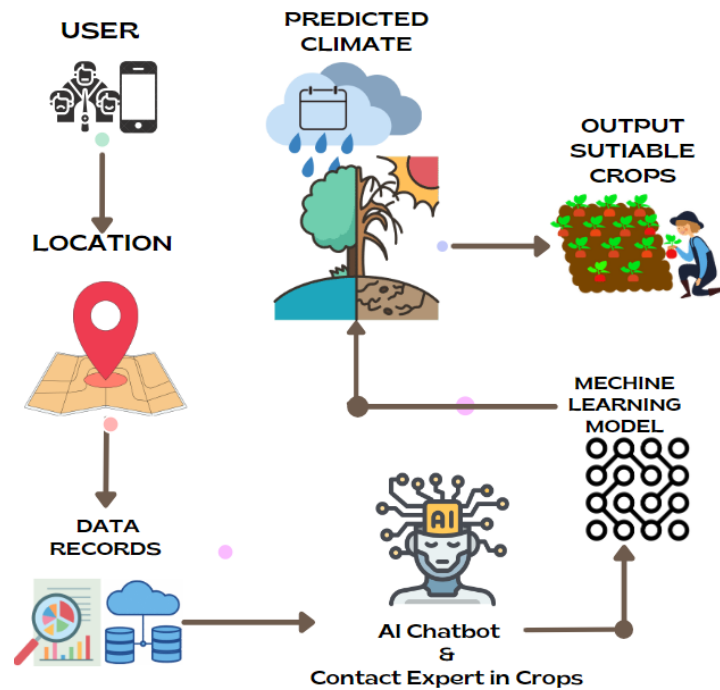 USER
LOCATION
DATA
RECORDS
AI
AI Chatbot
&
Contact Expert in Crops
MECHINE
LEARNING
MODEL
PREDICTED
CLIMATE
OUTPUT
SUTIABLE
CROPS